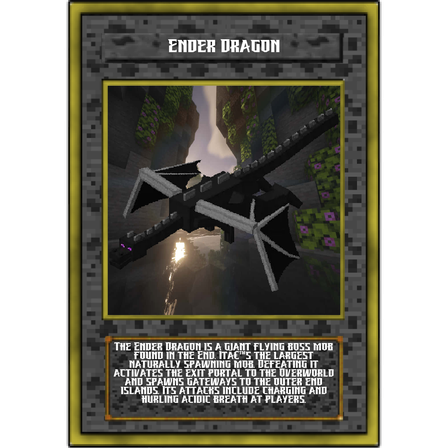 Ender Dragon
The Ender Dragon is a giant flying boss mob
found in the End. Itâ€™s the largest
naturally spawning mob. Defeating it
activates the exit portal to the Overworld
and spawns gateways to the outer End
islands. Its attacks include charging and
hurling acidic breath at players.